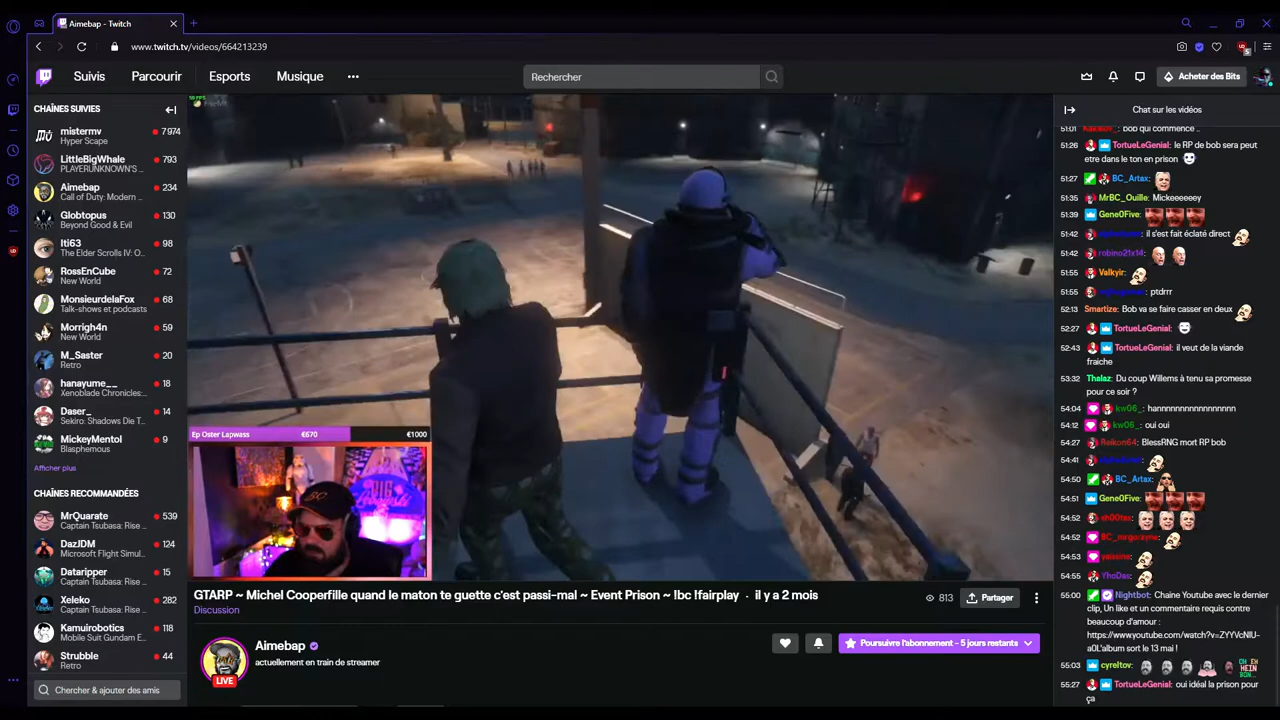 Aimebap - Twitch
www.twitch.tv/videos/664213239
Suivis
Parcourir
Esports
Musique
Rechercher
Acheter des Bits
CHAÎNES SUIVIES
mistermv
7 974
Hyper Scape
LittleBigWhale
793
PLAYERUNKNOWN'S ...
Aimebap
234
Call of Duty: Modern ...
Globtopus
130
Beyond Good & Evil
Iti63
98
The Elder Scrolls IV: O...
RossEnCube
72
New World
MonsieurdelaFox
68
Talk-shows et podcasts
Morrigh4n
59
New World
M_Saster
20
Retro
hanayume__
18
Xenoblade Chronicles:...
Daser_
14
Sekiro: Shadows Die T...
MickeyMentol
9
Blasphemous
Afficher plus
CHAÎNES RECOMMANDÉES
MrQuarate
539
Captain Tsubasa: Rise ...
DazJDM
124
Microsoft Flight Simul...
Dataripper
15
Captain Tsubasa: Rise ...
Xeleko
282
Captain Tsubasa: Rise ...
Kamuirobotics
118
Mobile Suit Gundam E...
Strubble
44
Retro
Chercher & ajouter des amis
Ep Oster Lapwass €670 €1000
GTARP ~ Michel Cooperfille quand le maton te guette c'est passi-mal ~ Event Prison ~ !bc !fairplay · il y a 2 mois
Discussion
813
Partager
Aimebap
actuellement en train de streamer
LIVE
Poursuivre l'abonnement - 5 jours restants
Chat sur les vidéos
51:01 bob qui commence ..
51:26 TortueLeGenial: le RP de bob sera peut
etre dans le ton en prison
51:27 BC_Artax:
51:35 MrBC_Ouille: Mickeeeeeey
51:39 Gene0Five:
51:42 il s'est fait éclaté direct
51:42 robino21x14:
51:55 Valkyir:
51:55 ptdrrr
52:13 Smartize: Bob va se faire casser en deux
52:27 TortueLeGenial:
52:43 TortueLeGenial: il veut de la viande
fraiche
53:32 Thalaz: Du coup Willems à tenu sa promesse
pour ce soir ?
54:04 kw06_: hannnnnnnnnnnnnnnn
54:12 kw06_: oui oui
54:27 Reikon64: BlessRNG mort RP bob
54:41
54:50 BC_Artax:
54:51 Gene0Five:
54:52 sh00tas:
54:52 BC_mrgorzyne:
54:53
54:55 YhoDas:
55:00 Nightbot: Chaine Youtube avec le dernier
clip, Un like et un commentaire requis contre
beaucoup d'amour :
https://www.youtube.com/watch?v=ZYYVcNlU-
a0L'album sort le 13 mai !
55:03 cyreltov:
55:27 TortueLeGenial: oui idéal la prison pour
ça